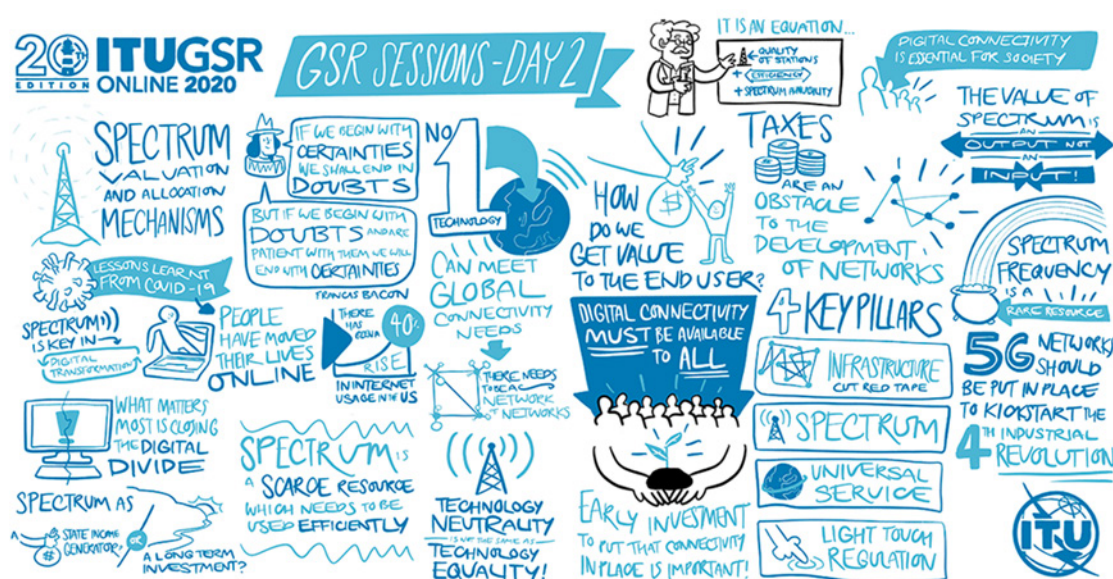 20 ITUGSR
EDITION ONLINE 2020
GSR SESSIONS - DAY 2
IT IS AN EQUATION...
QUALITY
OF STATIONS
+ EFFICIENCY
+ SPECTRUM
DIGITAL CONNECTIVITY
IS ESSENTIAL FOR SOCIETY
SPECTRUM
VALUATION
AND ALLOCATION
MECHANISMS
IF WE BEGIN WITH
CERTAINTIES
WE SHALL END IN
DOUBTS
BUT IF WE BEGIN WITH
DOUBTS AND ARE
PATIENT WITH THEM WE WILL
END WITH CERTAINTIES
FRANCIS BACON
NO.
1
TECHNOLOGY
CAN MEET
GLOBAL
CONNECTIVITY
NEEDS
THERE NEEDS
TO BE A
NETWORK
OF NETWORKS
HOW
DO WE
GET VALUE
TO THE END USER?
$
TAXES
ARE AN
OBSTACLE
TO THE
DEVELOPMENT
OF NETWORKS
THE VALUE OF
SPECTRUM IS
AN
OUTPUT NOT
AN
INPUT!
SPECTRUM
FREQUENCY
IS A
RARE RESOURCE
LESSONS LEARNT
FROM COVID-19
SPECTRUM
IS KEY IN
DIGITAL
TRANSFORMATION
PEOPLE
HAVE MOVED
THEIR LIVES
ONLINE
THERE
HAS
BEEN A
40%
RISE
IN INTERNET
USAGE IN THE US
DIGITAL CONNECTIVITY
MUST BE AVAILABLE
TO ALL
4 KEY PILLARS
INFRASTRUCTURE
CUT RED TAPE
SPECTRUM
UNIVERSAL
SERVICE
LIGHT TOUCH
REGULATION
5G NETWORKS
SHOULD
BE PUT IN PLACE
TO KICKSTART THE
4TH INDUSTRIAL
REVOLUTION
WHAT MATTERS
MOST IS CLOSING
THE DIGITAL
DIVIDE
SPECTRUM IS
A SCARCE RESOURCE
WHICH NEEDS TO BE
USED EFFICIENTLY
TECHNOLOGY
NEUTRALITY
IS NOT THE SAME AS
TECHNOLOGY
EQUALITY!
EARLY INVESTMENT
TO PUT THAT CONNECTIVITY
IN PLACE IS IMPORTANT!
SPECTRUM AS
A STATE INCOME
GENERATOR?
$
OR
A LONG TERM
INVESTMENT?
ITU